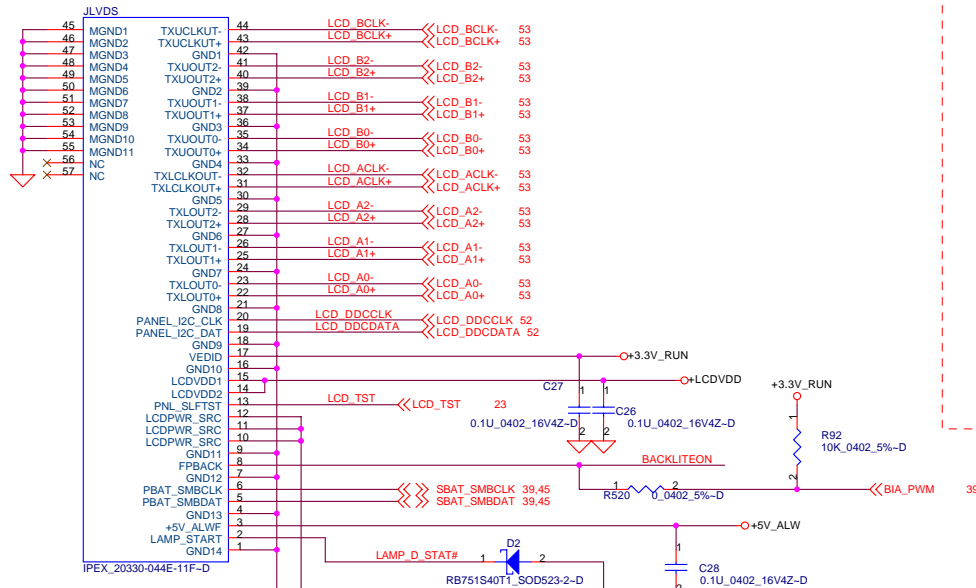 JLVDS
45 MGND1 TXUCLKUT- 44 LCD_BCLK- LCD_BCLK- 53
46 MGND2 TXUCLKUT+ 43 LCD_BCLK+ LCD_BCLK+ 53
47 MGND3 GND1 42
48 MGND4 TXUOUT2- 41 LCD_B2- LCD_B2- 53
49 MGND5 TXUOUT2+ 40 LCD_B2+ LCD_B2+ 53
50 MGND6 GND2 39
51 MGND7 TXUOUT1- 38 LCD_B1- LCD_B1- 53
52 MGND8 TXUOUT1+ 37 LCD_B1+ LCD_B1+ 53
53 MGND9 GND3 36
54 MGND10 TXUOUT0- 35 LCD_B0- LCD_B0- 53
55 MGND11 TXUOUT0+ 34 LCD_B0+ LCD_B0+ 53
56 NC GND4 33
57 NC TXLCLKOUT- 32 LCD_ACLK- LCD_ACLK- 53
TXLCLKOUT+ 31 LCD_ACLK+ LCD_ACLK+ 53
GND5 30
TXLOUT2- 29 LCD_A2- LCD_A2- 53
TXLOUT2+ 28 LCD_A2+ LCD_A2+ 53
GND6 27
TXLOUT1- 26 LCD_A1- LCD_A1- 53
TXLOUT1+ 25 LCD_A1+ LCD_A1+ 53
GND7 24
TXLOUT0- 23 LCD_A0- LCD_A0- 53
TXLOUT0+ 22 LCD_A0+ LCD_A0+ 53
GND8 21
PANEL_I2C_CLK 20 LCD_DDCCLK LCD_DDCCLK 52
PANEL_I2C_DAT 19 LCD_DDCDATA LCD_DDCDATA 52
GND9 18
VEDID 17 +3.3V_RUN
GND10 16
LCDVDD1 15 +LCDVDD
LCDVDD2 14
PNL_SLFTST 13 LCD_TST LCD_TST 23
LCDPWR_SRC 12
LCDPWR_SRC 11
LCDPWR_SRC 10
GND11 9
FPBACK 8 BACKLITEON
GND12 7
PBAT_SMBCLK 6 SBAT_SMBCLK 39,45
PBAT_SMBDAT 5 SBAT_SMBDAT 39,45
GND13 4
+5V_ALWF 3 +5V_ALW
LAMP_START 2
GND14 1
IPEX_20330-044E-11F~D
C27 1 1 C26
0.1U_0402_16V4Z~D 2 2 0.1U_0402_16V4Z~D
+3.3V_RUN
1
R92
10K_0402_5%~D
2
1 2
R520 0_0402_5%~D
BIA_PWM 39
LAMP_D_STAT# 1 D2 2
RB751S40T1_SOD523-2~D
1
C28
0.1U_0402_16V4Z~D
2